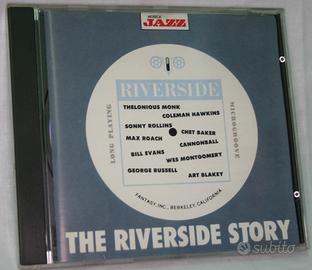 MUSICA
JAZZ
RIVERSIDE
THELONIOUS MONK
COLEMAN HAWKINS
SONNY ROLLINS
CHET BAKER
MAX ROACH
CANNONBALL
BILL EVANS
WES MONTGOMERY
GEORGE RUSSELL
ART BLAKEY
LONG PLAYING
MICROGROOVE
FANTASY, INC., BERKELEY, CALIFORNIA
THE RIVERSIDE STORY
subito